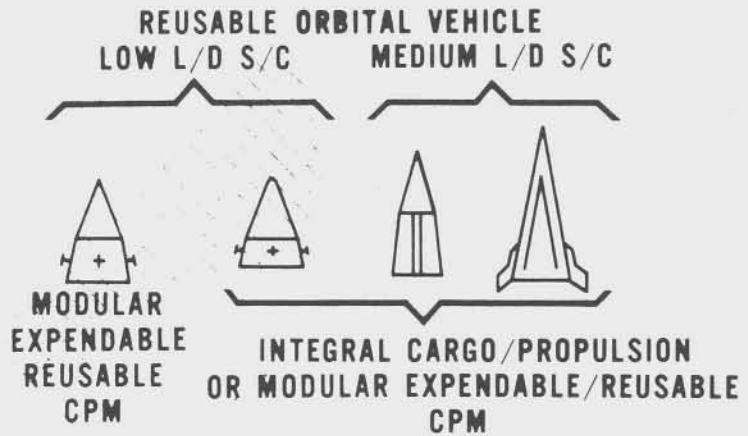 REUSABLE ORBITAL VEHICLE
LOW L/D S/C MEDIUM L/D S/C
MODULAR
EXPENDABLE
REUSABLE
CPM
INTEGRAL CARGO/PROPULSION
OR MODULAR EXPENDABLE/REUSABLE
CPM